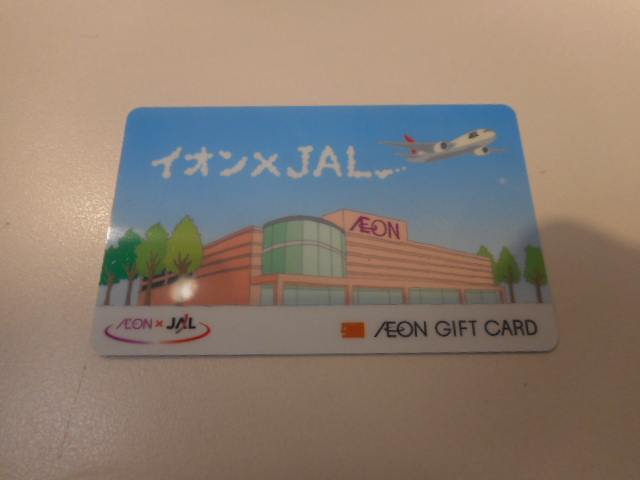 イオン×JAL
ÆON
ÆON × JAL
ÆON GIFT CARD